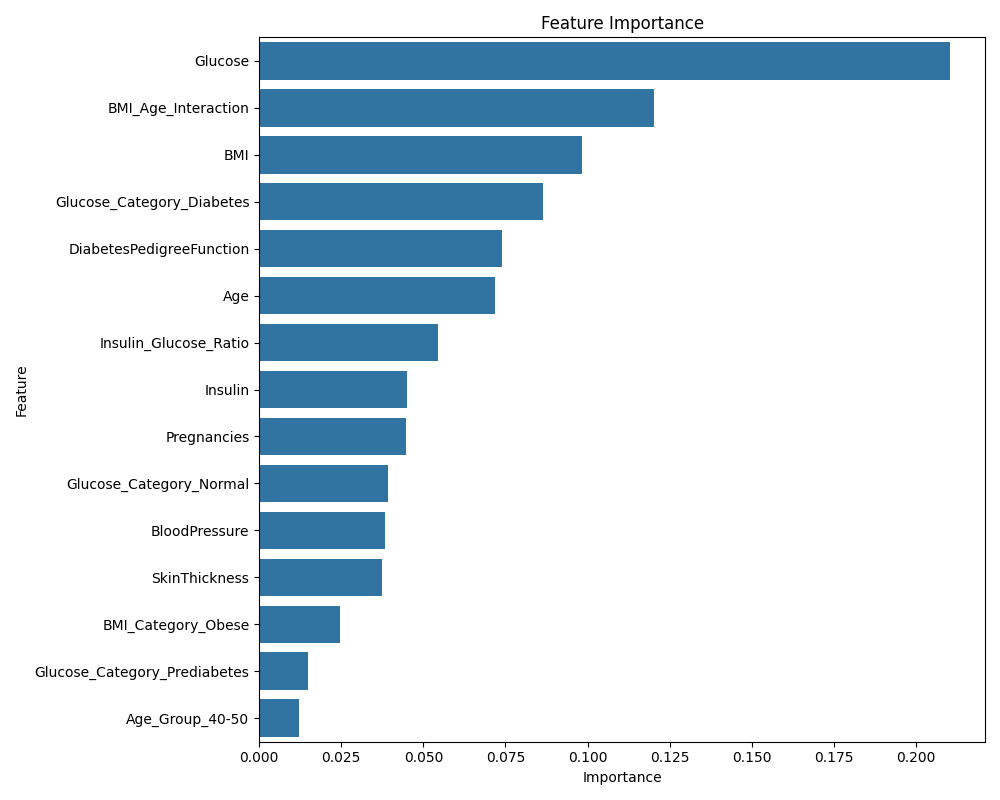 Feature Importance
Feature
Glucose
BMI_Age_Interaction
BMI
Glucose_Category_Diabetes
DiabetesPedigreeFunction
Age
Insulin_Glucose_Ratio
Insulin
Pregnancies
Glucose_Category_Normal
BloodPressure
SkinThickness
BMI_Category_Obese
Glucose_Category_Prediabetes
Age_Group_40-50
0.000 0.025 0.050 0.075 0.100 0.125 0.150 0.175 0.200
Importance